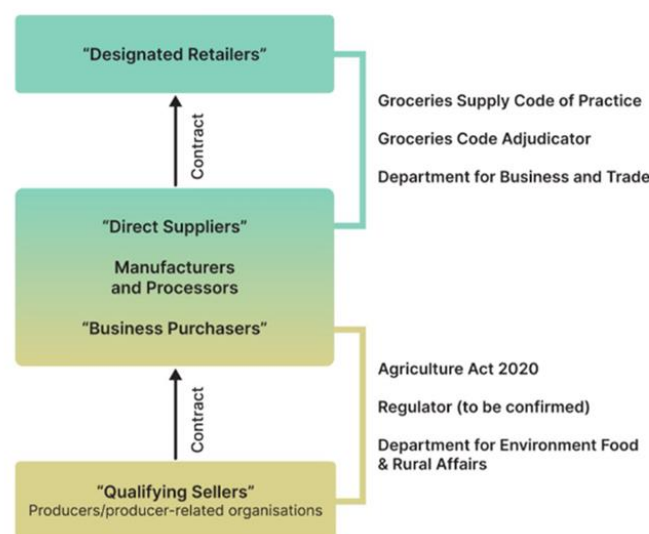 “Designated Retailers”
Contract
Groceries Supply Code of Practice
Groceries Code Adjudicator
Department for Business and Trade
“Direct Suppliers”
Manufacturers
and Processors
“Business Purchasers”
Contract
Agriculture Act 2020
Regulator (to be confirmed)
Department for Environment Food
& Rural Affairs
“Qualifying Sellers”
Producers/producer-related organisations